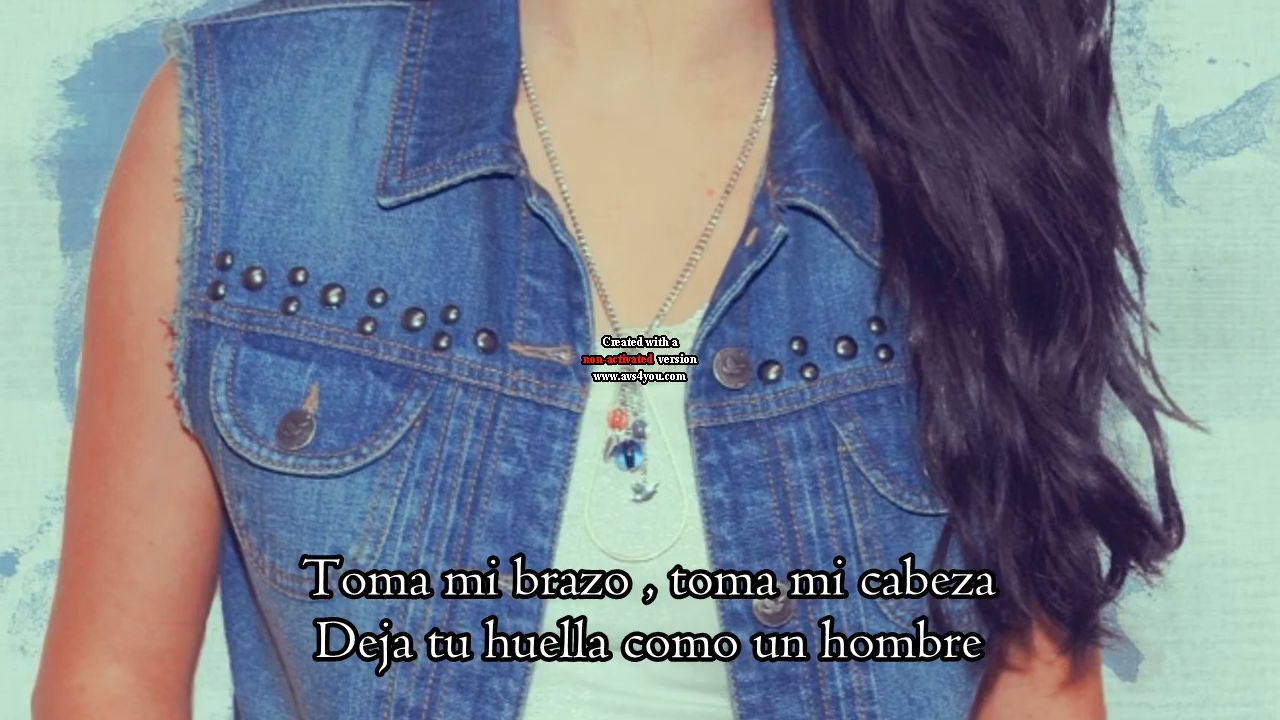 Created with a
non-activated version
www.avs4you.com
Toma mi brazo , toma mi cabeza
Deja tu huella como un hombre